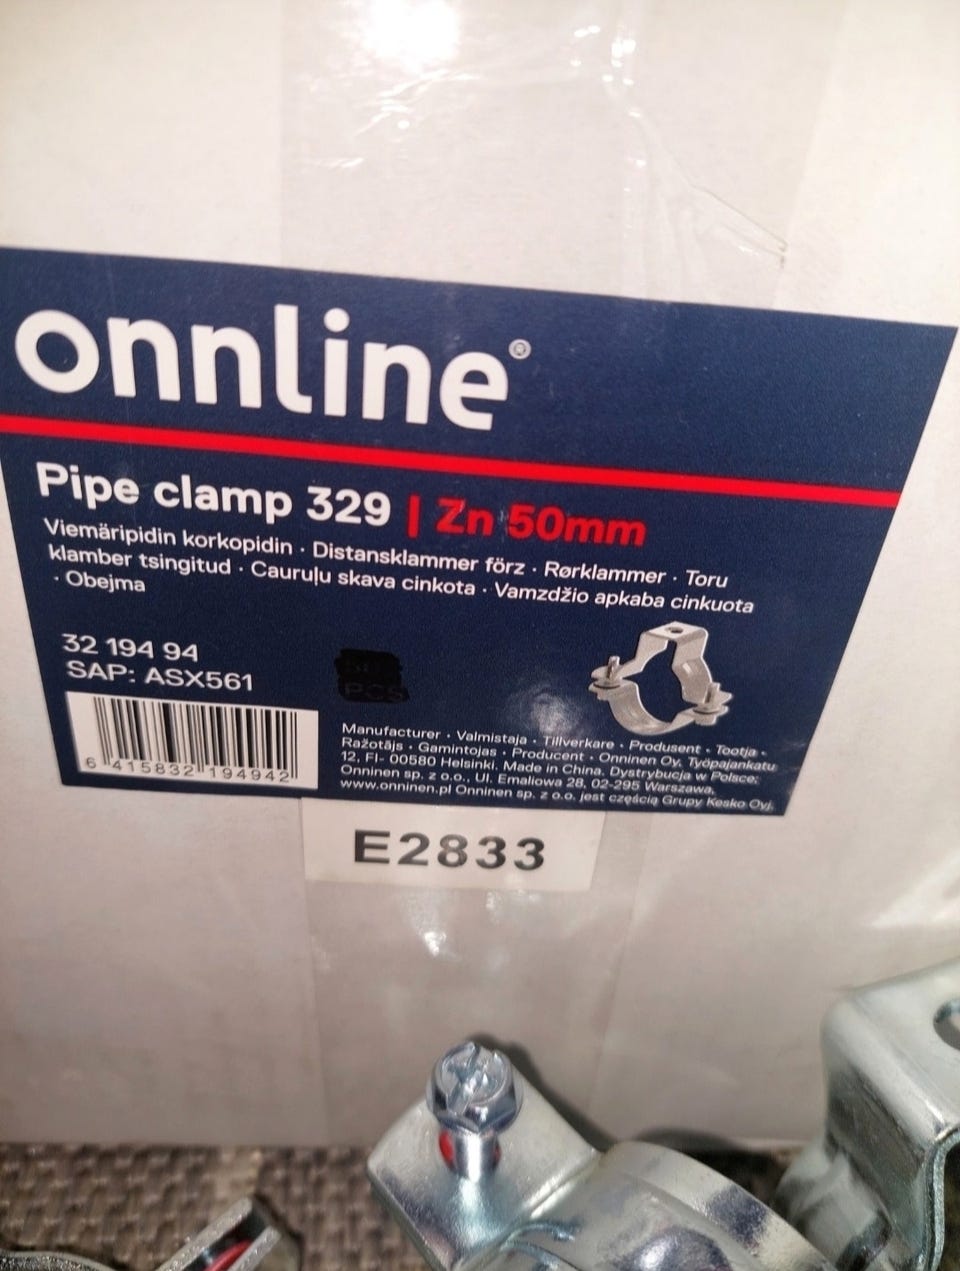 onnline®
Pipe clamp 329 | Zn 50mm
Viemäripidin korkopidin · Distansklammer förz · Rørklammer · Toru
klamber tsingitud · Cauruļu skava cinkota · Vamzdžio apkaba cinkuota
· Obejma
32 194 94
SAP: ASX561
PCS
6 415832 194942
Manufacturer · Valmistaja · Tillverkare · Produsent · Tootja ·
Ražotājs · Gamintojas · Producent · Onninen Oy. Työpajankatu
12, FI- 00580 Helsinki. Made in China. Dystrybucja w Polsce:
Onninen sp. z o.o., Ul. Emaliowa 28, 02-295 Warszawa.
www.onninen.pl Onninen sp. z o.o. jest częścią Grupy Kesko Oyj.
E2833